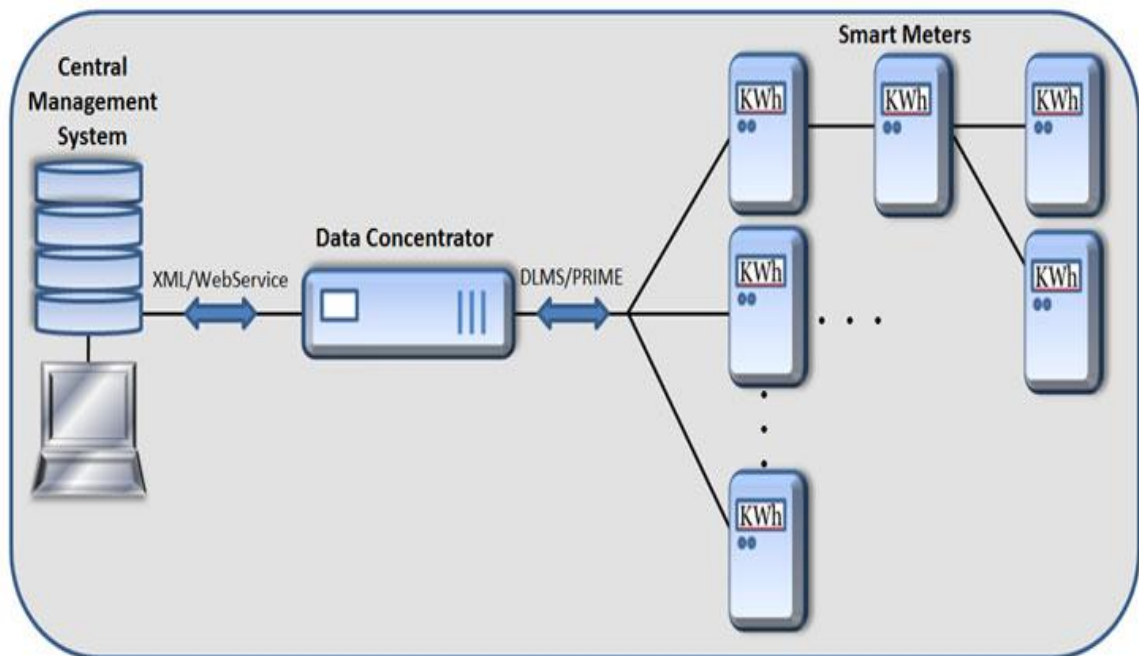 Smart Meters
Central
Management
System
KWh
KWh
KWh
Data Concentrator
XML/WebService
DLMS/PRIME
KWh
KWh
KWh